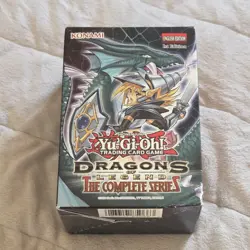 KONAMI
1st Edition
Yu-Gi-Oh!
TRADING CARD GAME
DRAGONS
OF
LEGEND
THE COMPLETE SERIES